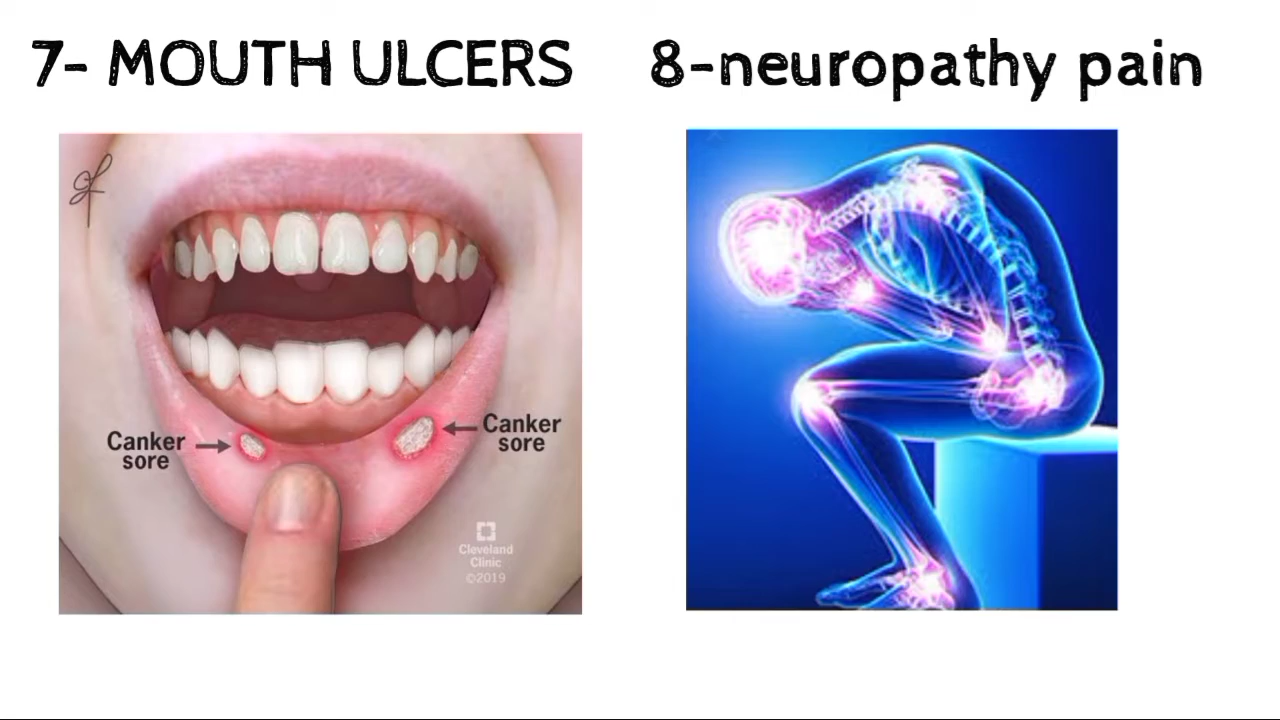 7- MOUTH ULCERS
8-neuropathy pain
Canker
sore
Canker
sore
Cleveland
Clinic
©2019